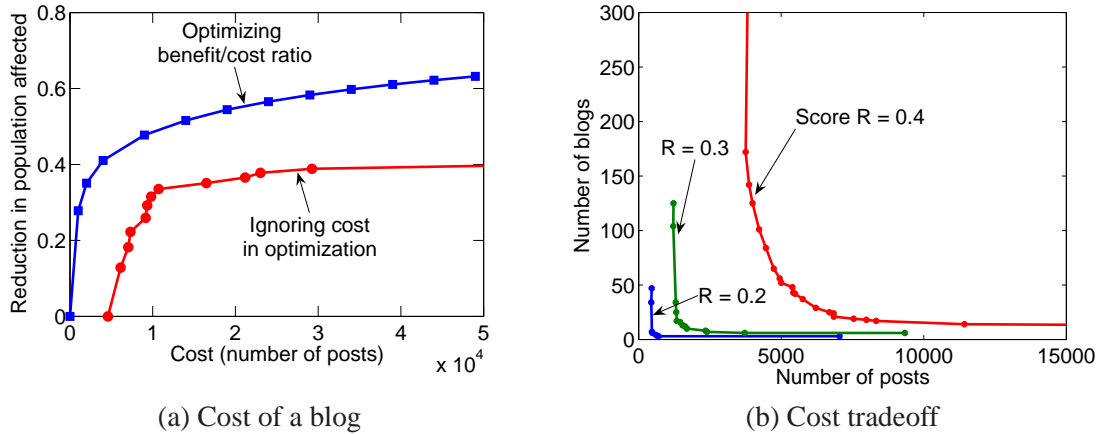 Reduction in population affected
0.8
0.6
0.4
0.2
0
0 1 2 3 4 5
Cost (number of posts)
x 10^4
Optimizing
benefit/cost ratio
Ignoring cost
in optimization
(a) Cost of a blog
Number of blogs
300
250
200
150
100
50
0
0 5000 10000 15000
Number of posts
Score R = 0.4
R = 0.3
R = 0.2
(b) Cost tradeoff